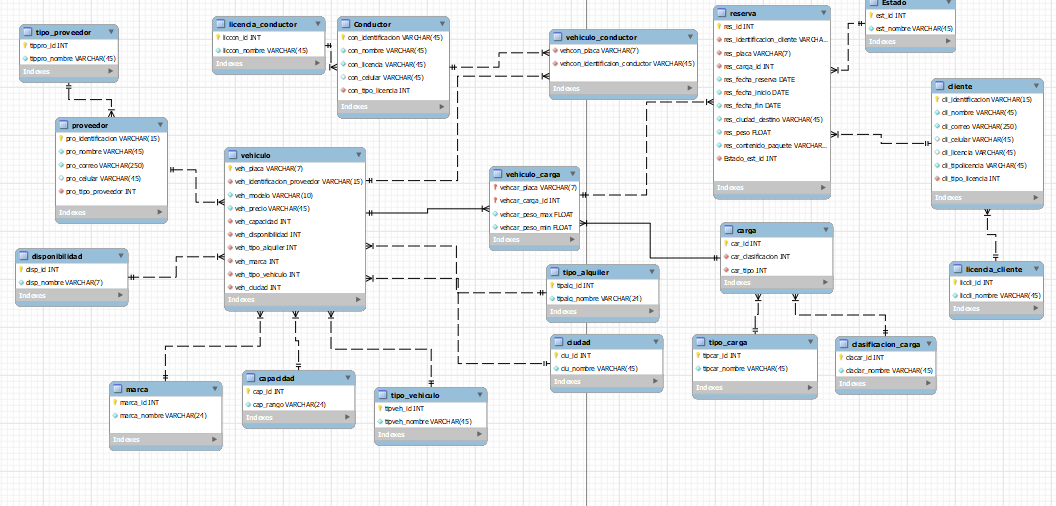 tipo_proveedor
tippro_id INT
tippro_nombre VARCHAR(45)
Indexes
licencia_conductor
liccon_id INT
liccon_nombre VARCHAR(45)
Indexes
Conductor
con_identificacion VARCHAR(45)
con_nombre VARCHAR(45)
con_licencia VARCHAR(45)
con_celular VARCHAR(45)
con_tipo_licencia INT
Indexes
vehiculo_conductor
vehcon_placa VARCHAR(7)
vehcon_identificaion_conductor VARCHAR(45)
Indexes
reserva
res_id INT
res_identificacion_cliente VARCHA...
res_placa VARCHAR(7)
res_carga_id INT
res_fecha_reserva DATE
res_fecha_inicio DATE
res_fecha_fin DATE
res_ciudad_destino VARCHAR(45)
res_peso FLOAT
res_contenido_paquete VARCHAR...
Estado_est_id INT
Indexes
Estado
est_id INT
est_nombre VARCHAR(45)
Indexes
cliente
cli_identificacion VARCHAR(15)
cli_nombre VARCHAR(45)
cli_correo VARCHAR(250)
cli_celular VARCHAR(45)
cli_licencia VARCHAR(45)
cli_tipolicencia VARCHAR(45)
cli_tipo_licencia INT
Indexes
proveedor
pro_identificacion VARCHAR(15)
pro_nombre VARCHAR(45)
pro_correo VARCHAR(250)
pro_celular VARCHAR(45)
pro_tipo_proveedor INT
Indexes
vehiculo
veh_placa VARCHAR(7)
veh_identificacion_proveedor VARCHAR(15)
veh_modelo VARCHAR(10)
veh_precio VARCHAR(45)
veh_capacidad INT
veh_disponibilidad INT
veh_tipo_alquiler INT
veh_marca INT
veh_tipo_vehiculo INT
veh_ciudad INT
Indexes
vehiculo_carga
vehcar_placa VARCHAR(7)
vehcar_carga_id INT
vehcar_peso_max FLOAT
vehcar_peso_min FLOAT
Indexes
carga
car_id INT
car_clasificacion INT
car_tipo INT
Indexes
disponibilidad
disp_id INT
disp_nombre VARCHAR(7)
Indexes
tipo_alquiler
tipalq_id INT
tipalq_nombre VARCHAR(24)
Indexes
licencia_cliente
liccli_id INT
liccli_nombre VARCHAR(45)
Indexes
ciudad
ciu_id INT
ciu_nombre VARCHAR(45)
Indexes
tipo_carga
tipcar_id INT
tipcar_nombre VARCHAR(45)
Indexes
clasificacion_carga
clacar_id INT
claclar_nombre VARCHAR(45)
Indexes
marca
marca_id INT
marca_nombre VARCHAR(24)
Indexes
capacidad
cap_id INT
cap_rango VARCHAR(24)
Indexes
tipo_vehiculo
tipveh_id INT
tipveh_nombre VARCHAR(45)
Indexes